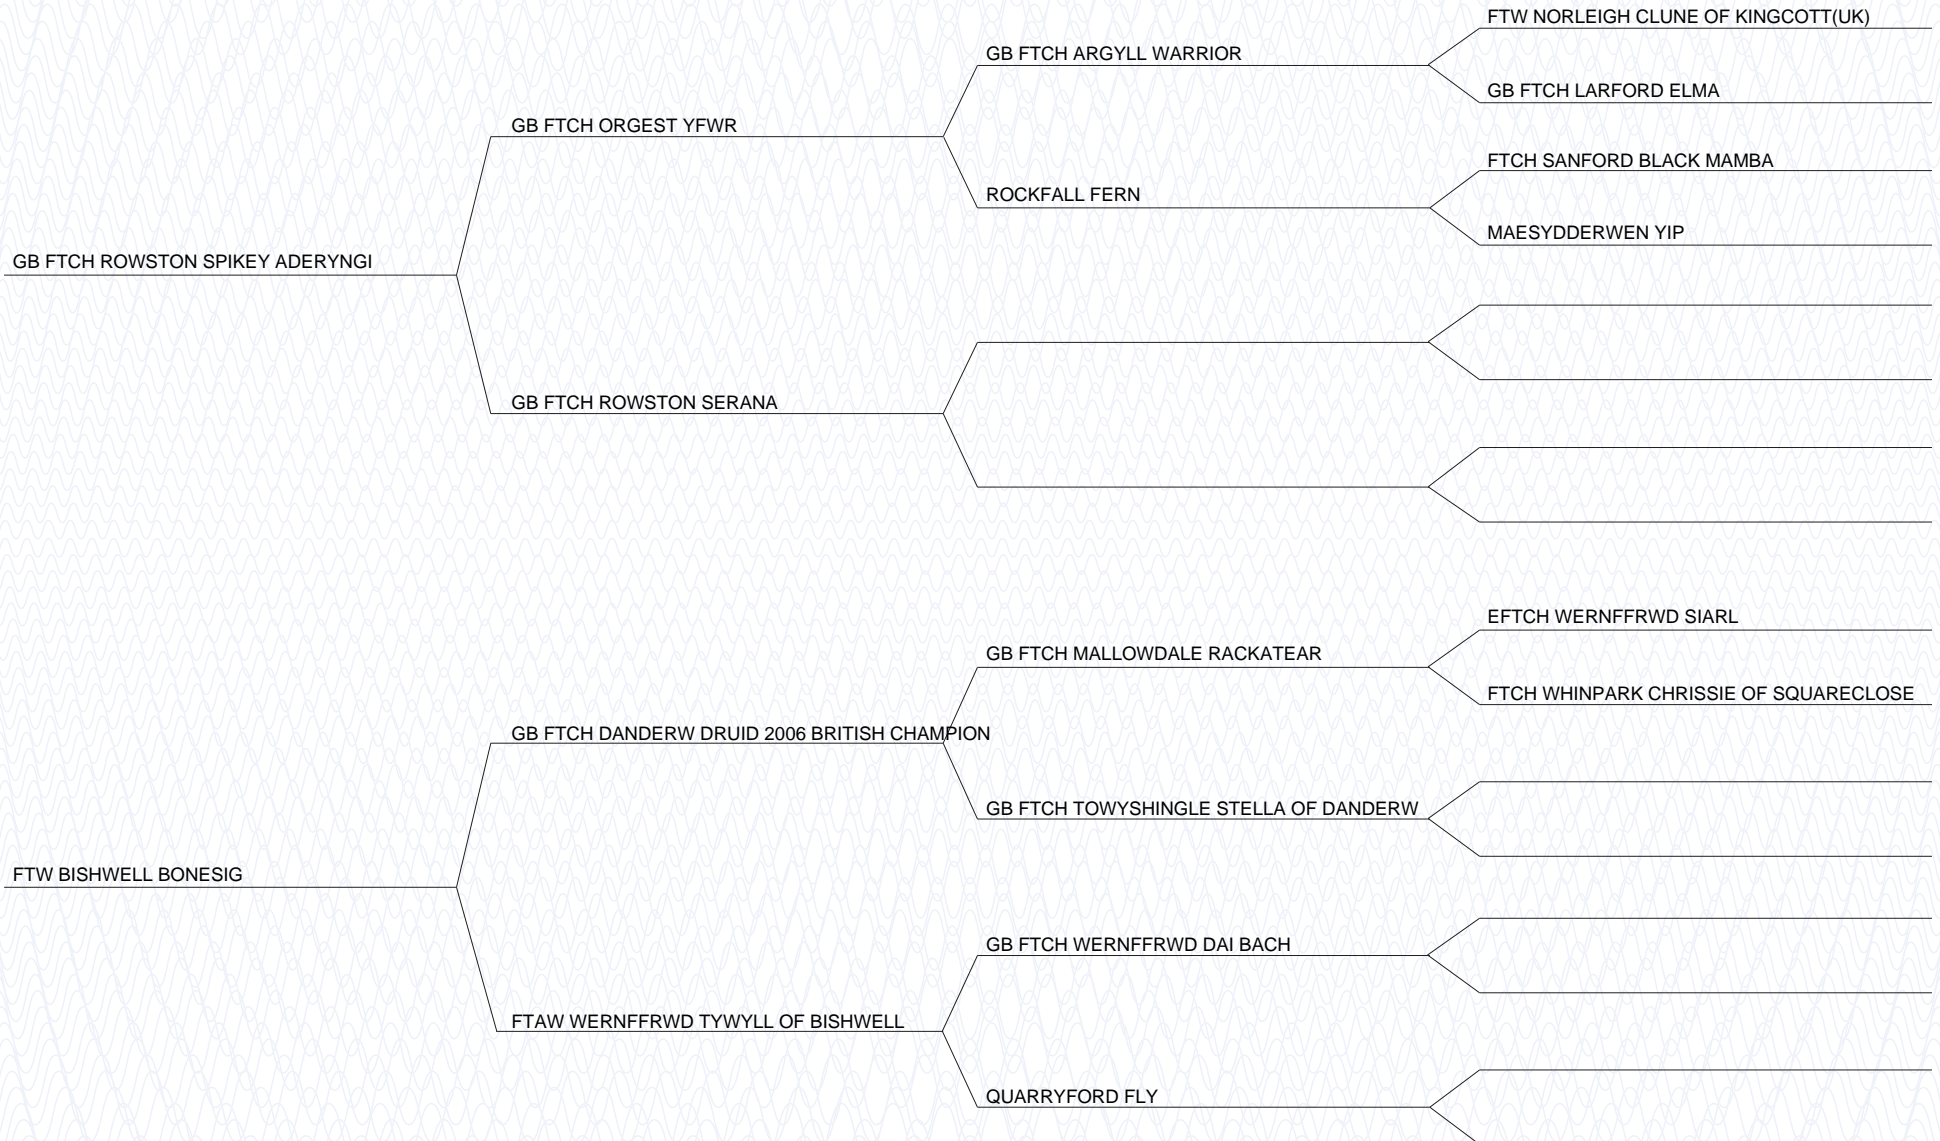 FTW NORLEIGH CLUNE OF KINGCOTT(UK)
GB FTCH ARGYLL WARRIOR
GB FTCH LARFORD ELMA
GB FTCH ORGEST YFWR
FTCH SANFORD BLACK MAMBA
ROCKFALL FERN
MAESYDDERWEN YIP
GB FTCH ROWSTON SPIKEY ADERYNGI
GB FTCH ROWSTON SERANA
EFTCH WERNFFRWD SIARL
GB FTCH MALLOWDALE RACKATEAR
FTCH WHINPARK CHRISSIE OF SQUARECLOSE
GB FTCH DANDERW DRUID 2006 BRITISH CHAMPION
GB FTCH TOWYSHINGLE STELLA OF DANDERW
FTW BISHWELL BONESIG
GB FTCH WERNFFRWD DAI BACH
FTAW WERNFFRWD TYWYLL OF BISHWELL
QUARRYFORD FLY